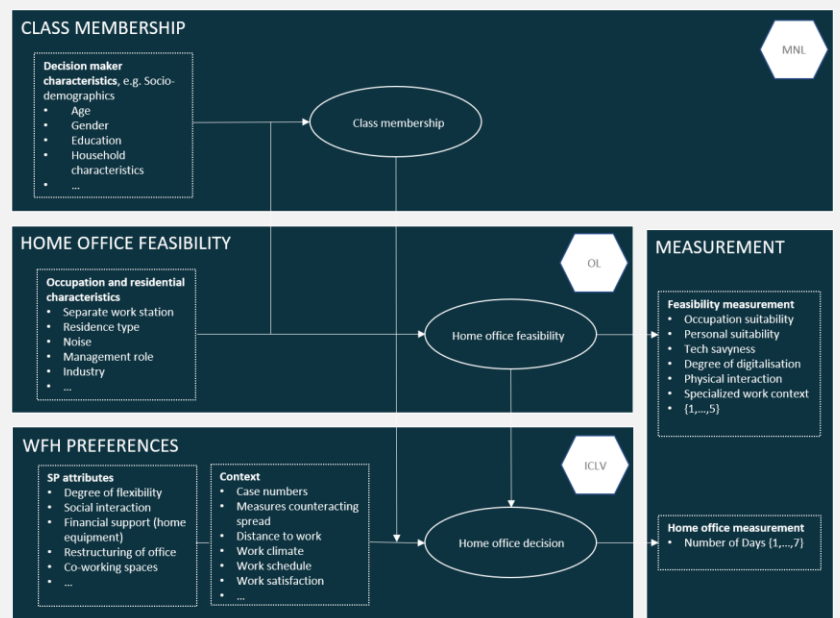 CLASS MEMBERSHIP
MNL
Decision maker
characteristics, e.g. Socio-
demographics
• Age
• Gender
• Education
• Household
characteristics
• ...
Class membership
HOME OFFICE FEASIBILITY
OL
Occupation and residential
characteristics
• Separate work station
• Residence type
• Noise
• Management role
• Industry
• ...
Home office feasibility
MEASUREMENT
Feasibility measurement
• Occupation suitability
• Personal suitability
• Tech savyness
• Degree of digitalisation
• Physical interaction
• Specialized work context
• {1,...,5}
WFH PREFERENCES
ICLV
SP attributes
• Degree of flexibility
• Social interaction
• Financial support (home
equipment)
• Restructuring of office
• Co-working spaces
• ...
Context
• Case numbers
• Measures counteracting
spread
• Distance to work
• Work climate
• Work schedule
• Work satisfaction
• ...
Home office decision
Home office measurement
• Number of Days {1,...,7}